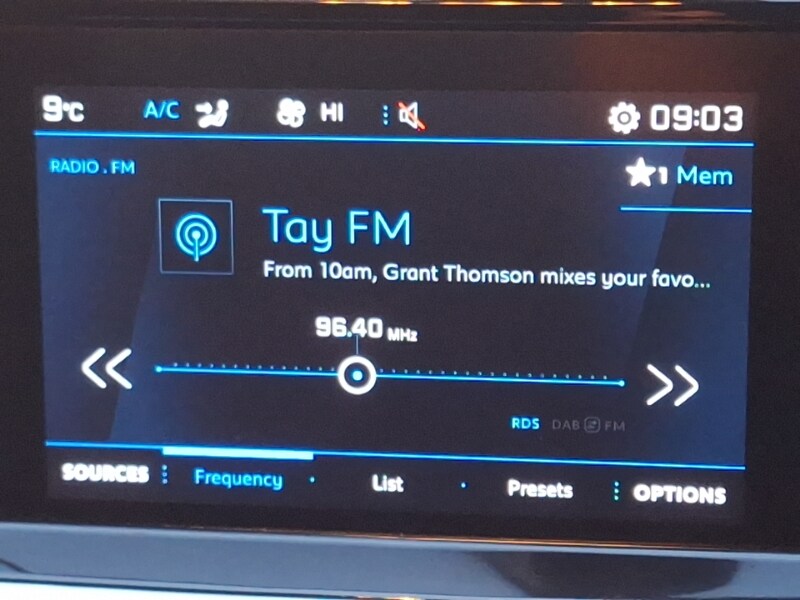 9°C A/C HI 09:03
RADIO . FM
1 Mem
Tay FM
From 10am, Grant Thomson mixes your favo...
96.40 MHz
RDS DAB FM
SOURCES Frequency List Presets OPTIONS